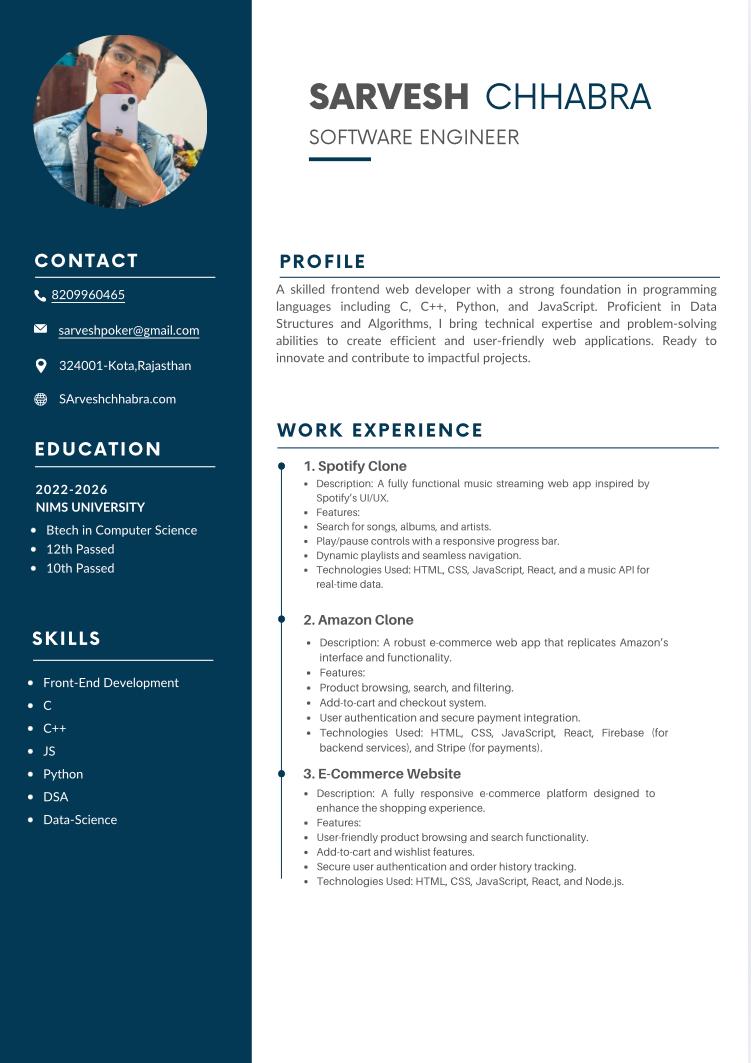 SARVESH CHHABRA
SOFTWARE ENGINEER
CONTACT
8209960465
sarveshpoker@gmail.com
324001-Kota,Rajasthan
SArveshchhabra.com
EDUCATION
2022-2026
NIMS UNIVERSITY
• Btech in Computer Science
• 12th Passed
• 10th Passed
SKILLS
• Front-End Development
• C
• C++
• JS
• Python
• DSA
• Data-Science
PROFILE
A skilled frontend web developer with a strong foundation in programming
languages including C, C++, Python, and JavaScript. Proficient in Data
Structures and Algorithms, I bring technical expertise and problem-solving
abilities to create efficient and user-friendly web applications. Ready to
innovate and contribute to impactful projects.
WORK EXPERIENCE
1. Spotify Clone
• Description: A fully functional music streaming web app inspired by
Spotify's UI/UX.
• Features:
• Search for songs, albums, and artists.
• Play/pause controls with a responsive progress bar.
• Dynamic playlists and seamless navigation.
• Technologies Used: HTML, CSS, JavaScript, React, and a music API for
real-time data.
2. Amazon Clone
• Description: A robust e-commerce web app that replicates Amazon's
interface and functionality.
• Features:
• Product browsing, search, and filtering.
• Add-to-cart and checkout system.
• User authentication and secure payment integration.
• Technologies Used: HTML, CSS, JavaScript, React, Firebase (for
backend services), and Stripe (for payments).
3. E-Commerce Website
• Description: A fully responsive e-commerce platform designed to
enhance the shopping experience.
• Features:
• User-friendly product browsing and search functionality.
• Add-to-cart and wishlist features.
• Secure user authentication and order history tracking.
• Technologies Used: HTML, CSS, JavaScript, React, and Node.js.